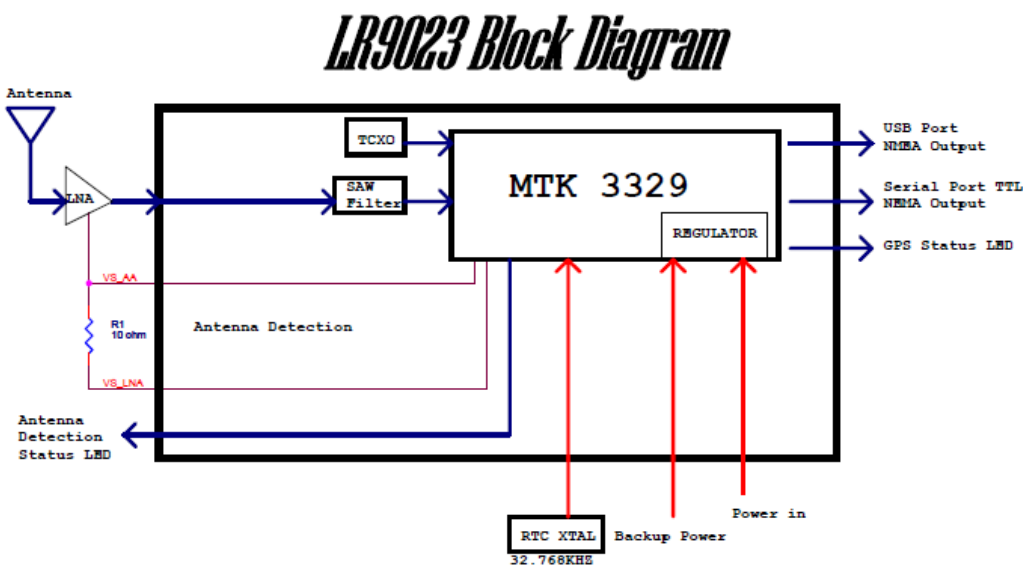 LR9023 Block Diagram
Antenna
TCXO
USB Port
NMEA Output
MTK 3329
SAW
Filter
LNA
Serial Port TTL
NEMA Output
REGULATOR
GPS Status LED
VS_AA
R1
10 ohm
Antenna Detection
VS_LNA
Antenna
Detection
Status LED
Power in
RTC XTAL
Backup Power
32.768KHZ